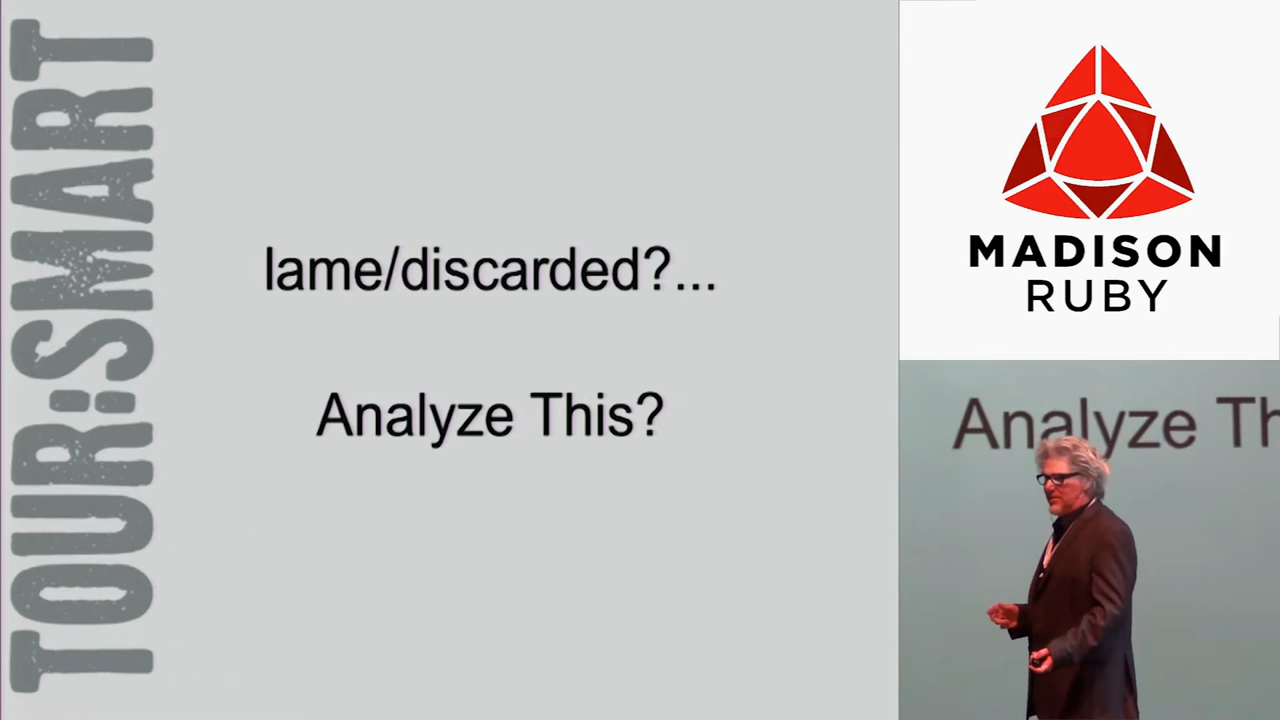 TOUR:SMART
lame/discarded?...
Analyze This?
MADISON
RUBY
Analyze Th